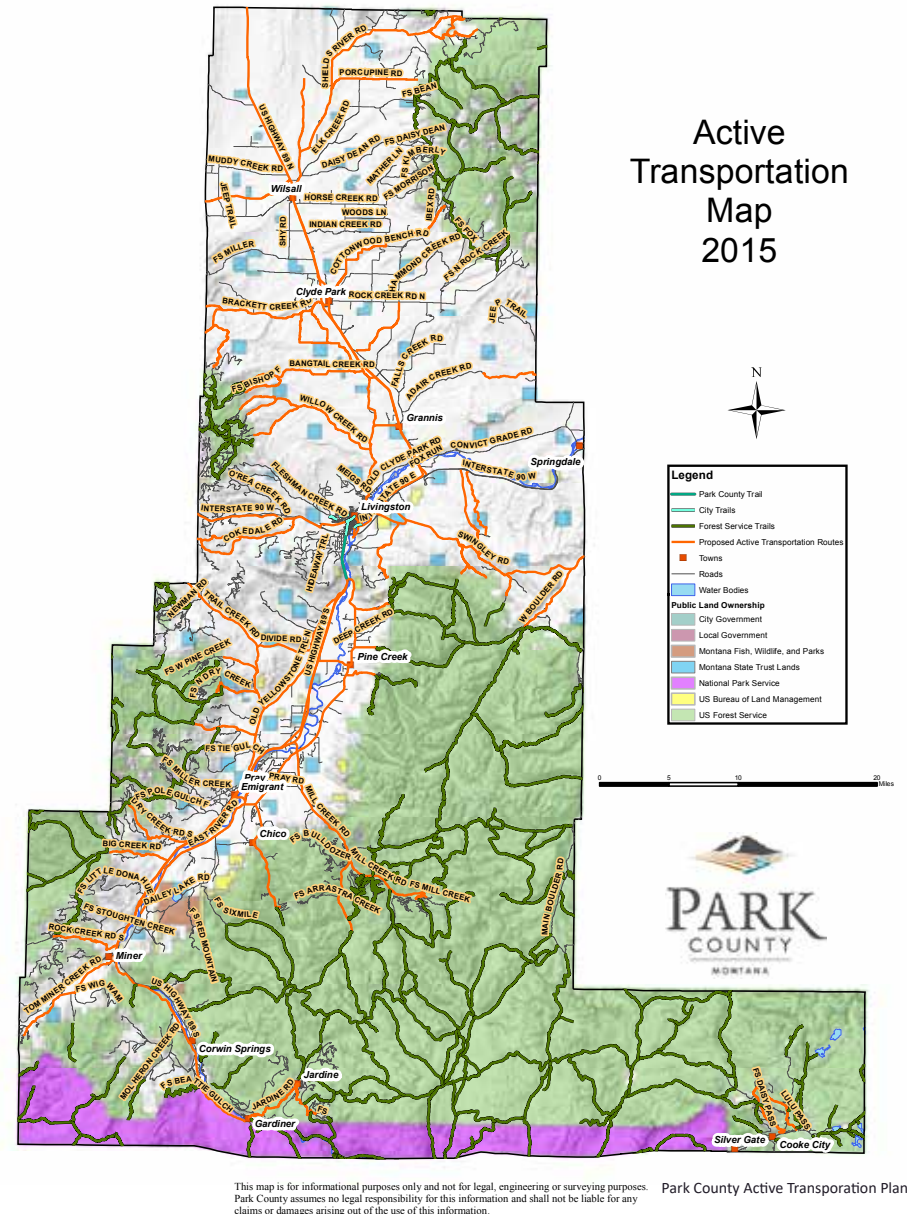 Active
Transportation
Map
2015
SHIELDS RIVER RD
PORCUPINE RD
FS BEAN
US HIGHWAY 89 N
ELK CREEK RD
DAISY DEAN RD
FS DAISY DEAN
MATHER LN
FS KIMBERLY
MUDDY CREEK RD
FS MORRISON
JEEP TRAIL
Wilsall
HORSE CREEK RD
WOODS LN
IBEX RD
INDIAN CREEK RD
SHY RD
FS FOX
FS MILLER
COTTONWOOD BENCH RD
HAMMOND CREEK RD
FS N ROCK CREEK
Clyde Park
ROCK CREEK RD N
BRACKETT CREEK RD
JEEP TRAIL
FALLS CREEK RD
BANGTAIL CREEK RD
ADAIR CREEK RD
FS BISHOP F
WILLOW CREEK RD
Grannis
N
OLD CLYDE PARK RD
CONVICT GRADE RD
FOX RUN
MEIGS RD
Springdale
INTERSTATE 90 W
INTERSTATE 90 E
FLESHMAN CREEK RD
OREA CREEK RD
Livingston
INTERSTATE 90 W
COKEDALE RD
HIDEAWAY TRL
SWINGLEY RD
W BOULDER RD
Legend
Park County Trail
City Trails
Forest Service Trails
Proposed Active Transportation Routes
Towns
Roads
Water Bodies
Public Land Ownership
City Government
Local Government
Montana Fish, Wildlife, and Parks
Montana State Trust Lands
National Park Service
US Bureau of Land Management
US Forest Service
NEWMAN RD
TRAIL CREEK RD
DIVIDE RD
US HIGHWAY 89 S
DEEP CREEK RD
FS W PINE CREEK
Pine Creek
FS N DRY CREEK
OLD YELLOWSTONE TRL N
FS TIE GULCH
0 5 10 20
Miles
FS MILLER CREEK
Pray
PRAY RD
Emigrant
FS POLE GULCH F
DRY CREEK RD S
EAST RIVER RD
MILL CREEK RD
Chico
BIG CREEK RD
FS BULLDOZER
MILL CREEK RD
FS MILL CREEK
FS LITTLE DONAHUE
DAILEY LAKE RD
FS ARRASTRA CREEK
MAIN BOULDER RD
FS SIXMILE
FS STOUGHTEN CREEK
FS RED MOUNTAIN
ROCK CREEK RD S
Miner
TOM MINER CREEK RD
FS WIGWAM
US HIGHWAY 89 S
PARK
COUNTY
MONTANA
MOL HERON CREEK RD
Corwin Springs
FS BEATTIE GULCH
Jardine
JARDINE RD
FS
Gardiner
FS DAISY PASS
LULU PASS
Silver Gate
Cooke City
This map is for informational purposes only and not for legal, engineering or surveying purposes.
Park County assumes no legal responsibility for this information and shall not be liable for any
claims or damages arising out of the use of this information.
Park County Active Transporation Plan